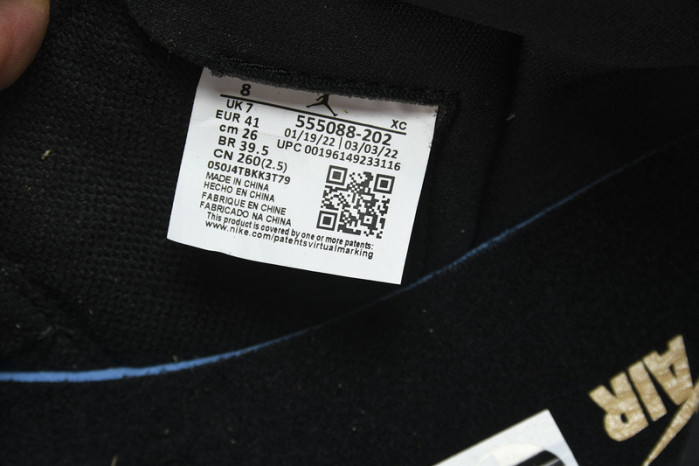 8
UK 7
EUR 41
cm 26
BR 39.5
CN 260(2.5)
050J4TBKK3T79
MADE IN CHINA
HECHO EN CHINA
FABRIQUE EN CHINE
FABRICADO NA CHINA
This product is covered by one or more patents:
www.nike.com/patentsvirtualmarking
XC
555088-202
01/19/22 | 03/03/22
UPC 00196149233116
AIR